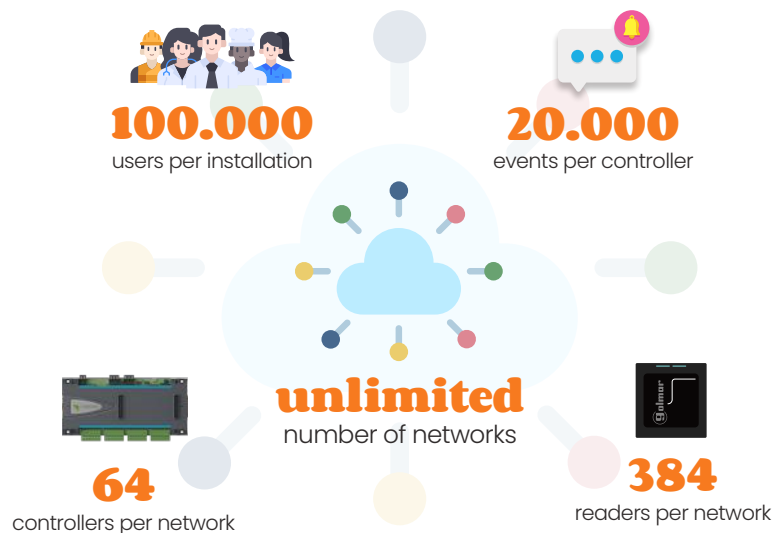 100.000
users per installation
20.000
events per controller
unlimited
number of networks
64
controllers per network
golmar
384
readers per network